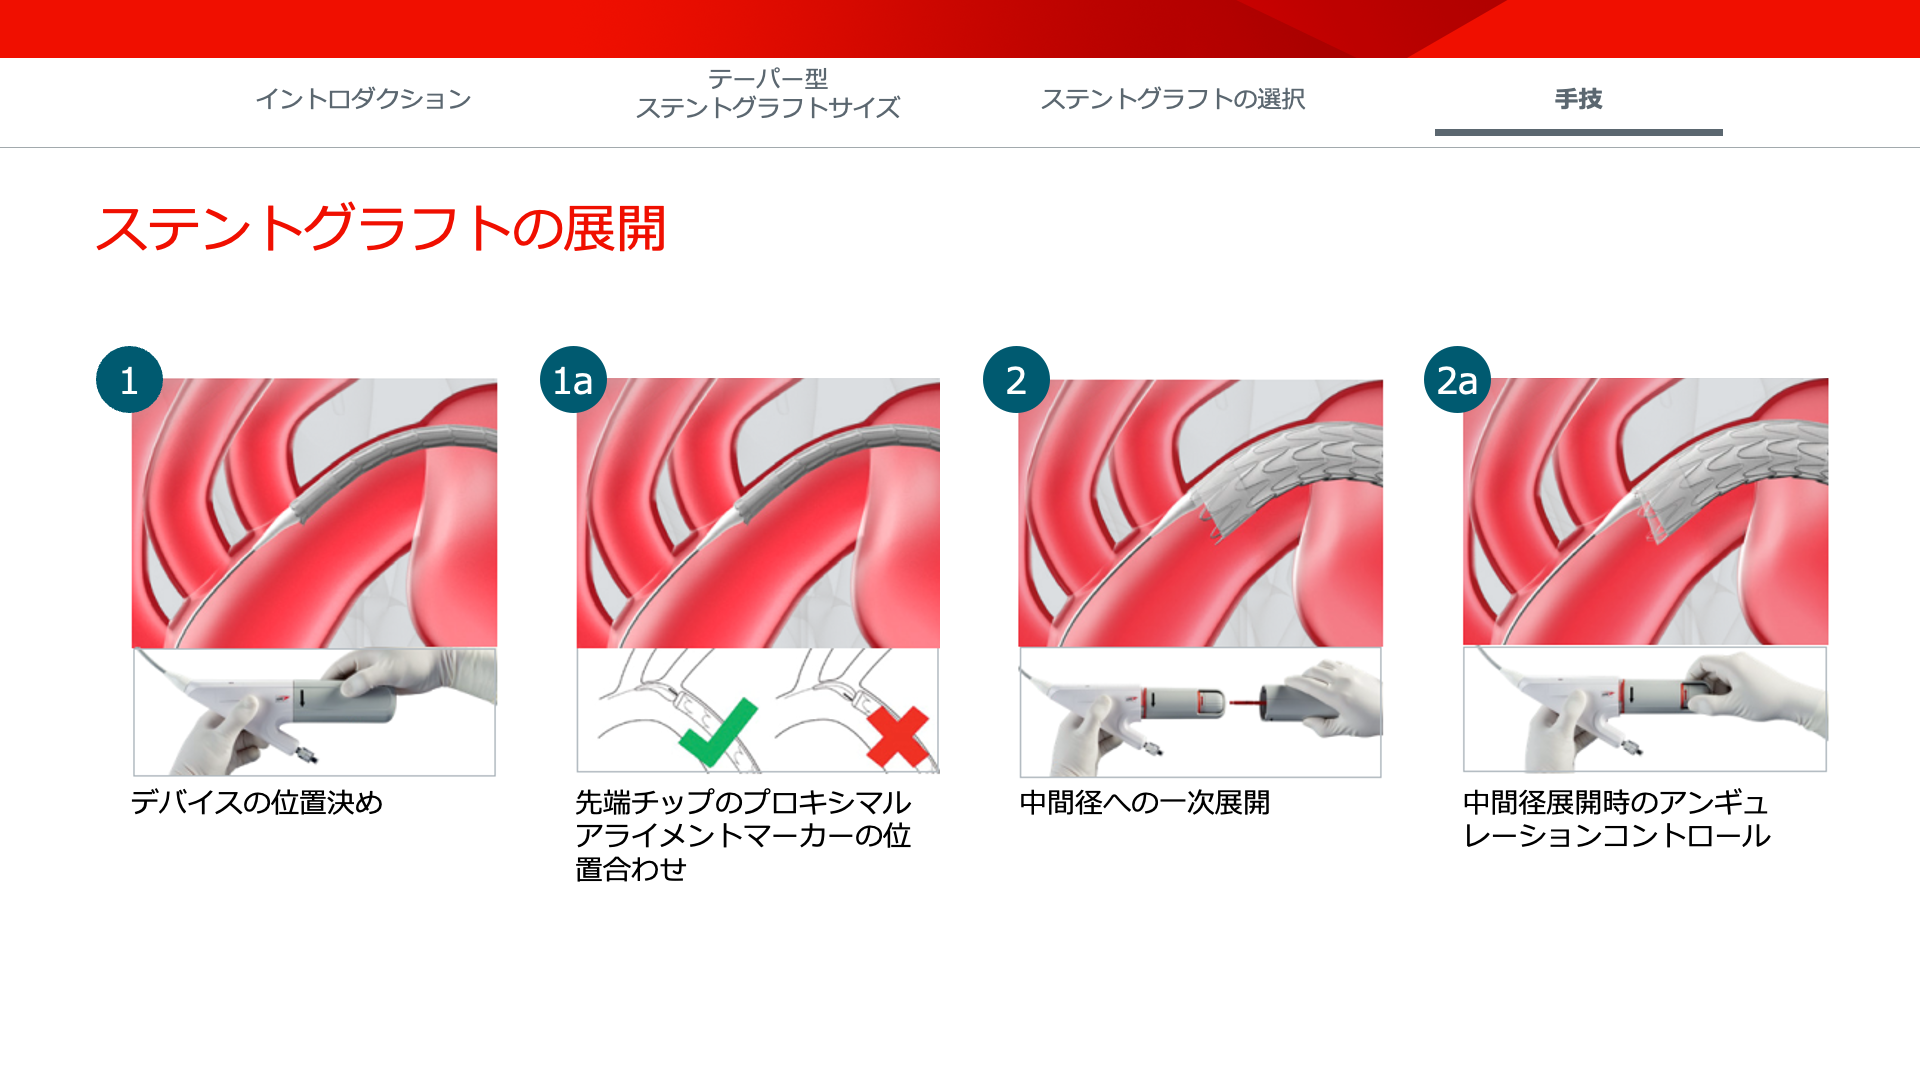 イントロダクション
テーパー型
ステントグラフトサイズ
ステントグラフトの選択
手技
ステントグラフトの展開
1
1a
2
2a
デバイスの位置決め
先端チップのプロキシマル
アライメントマーカーの位
置合わせ
中間径への一次展開
中間径展開時のアンギュ
レーションコントロール